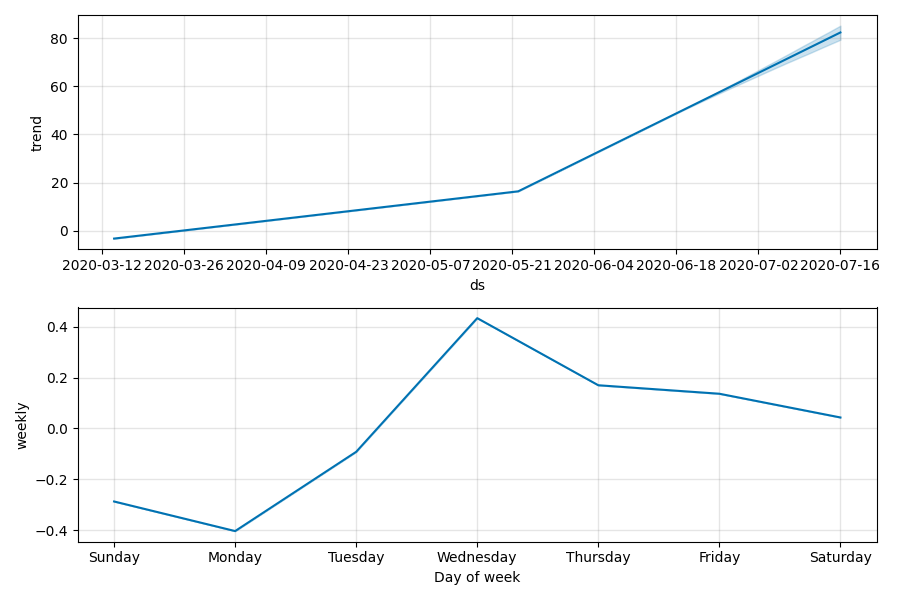 80
60
40
20
0
trend
2020-03-12 2020-03-26 2020-04-09 2020-04-23 2020-05-07 2020-05-21 2020-06-04 2020-06-18 2020-07-02 2020-07-16
ds
0.4
0.2
0.0
−0.2
−0.4
weekly
Sunday Monday Tuesday Wednesday Thursday Friday Saturday
Day of week